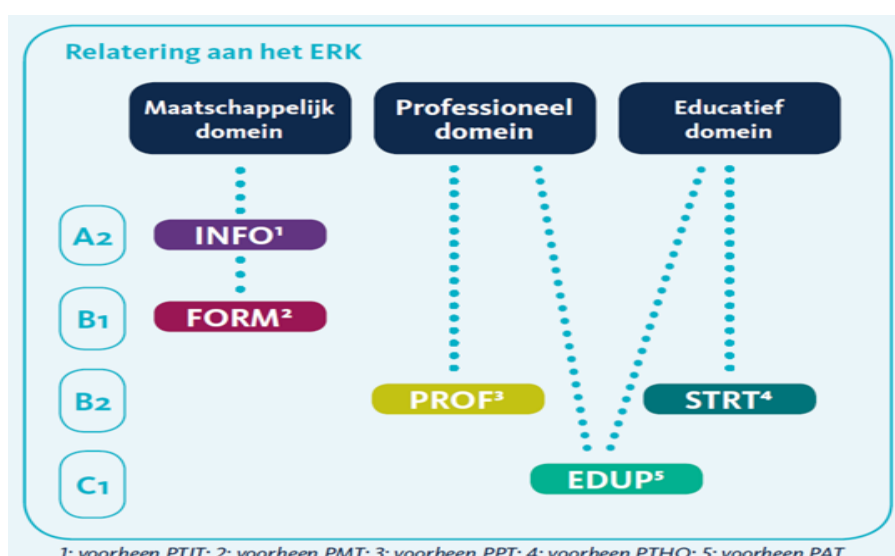 Relatering aan het ERK
Maatschappelijk
domein
Professioneel
domein
Educatief
domein
A2
INFO¹
B1
FORM²
B2
PROF³
STRT⁴
C1
EDUP⁵
1: voorheen PTIT; 2: voorheen PMT; 3: voorheen PPT; 4: voorheen PTHO; 5: voorheen PAT